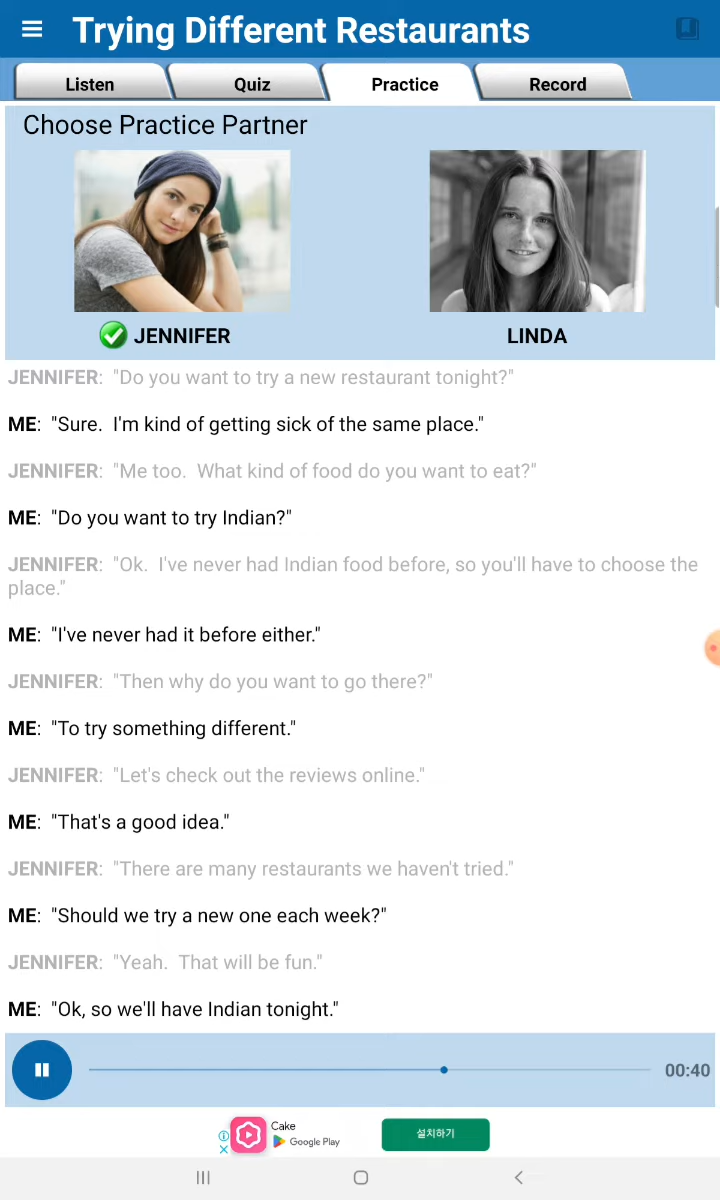 Trying Different Restaurants
Listen
Quiz
Practice
Record
Choose Practice Partner
JENNIFER
LINDA
JENNIFER:  "Do you want to try a new restaurant tonight?"
ME:  "Sure.  I'm kind of getting sick of the same place."
JENNIFER:  "Me too.  What kind of food do you want to eat?"
ME:  "Do you want to try Indian?"
JENNIFER:  "Ok.  I've never had Indian food before, so you'll have to choose the
place."
ME:  "I've never had it before either."
JENNIFER:  "Then why do you want to go there?"
ME:  "To try something different."
JENNIFER:  "Let's check out the reviews online."
ME:  "That's a good idea."
JENNIFER:  "There are many restaurants we haven't tried."
ME:  "Should we try a new one each week?"
JENNIFER:  "Yeah.  That will be fun."
ME:  "Ok, so we'll have Indian tonight."
00:40
Cake
Google Play
설치하기